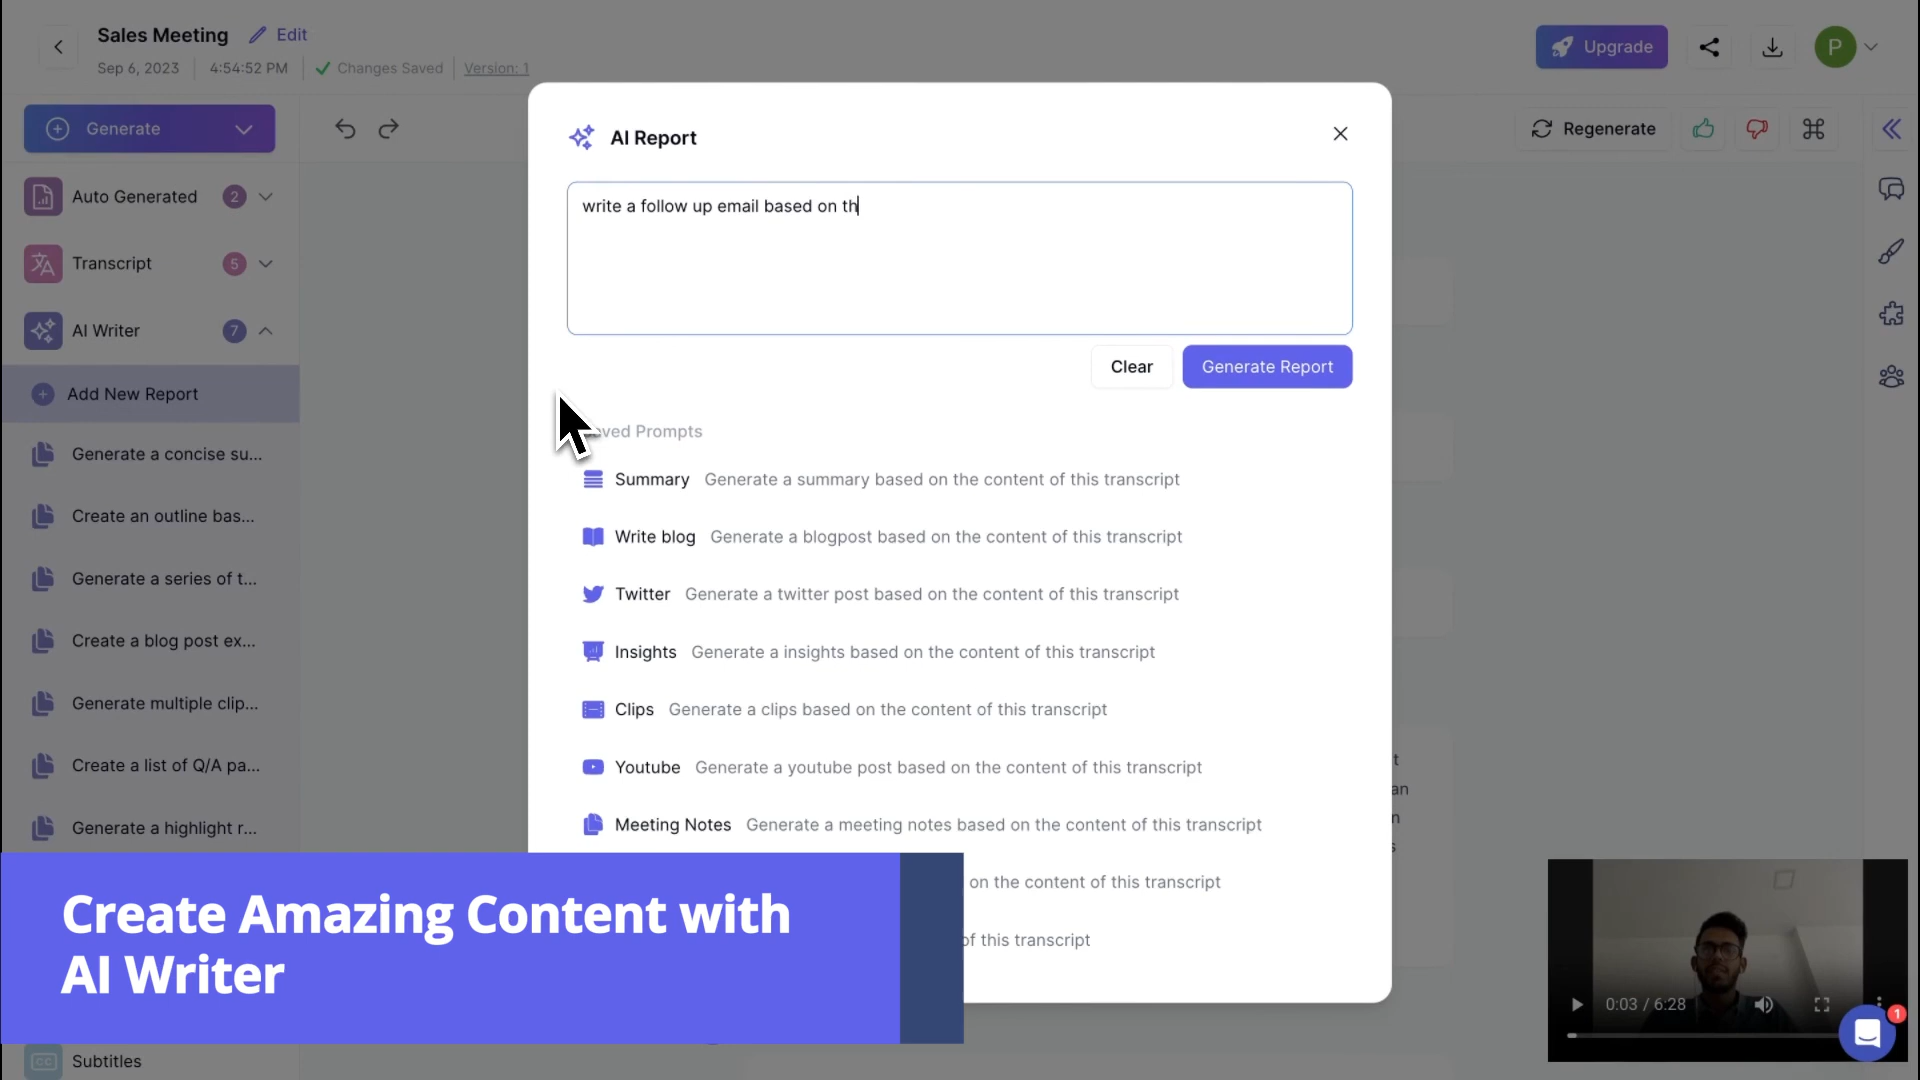 Sales Meeting
Edit
Sep 6, 2023
4:54:52 PM
Changes Saved
Version: 1
Upgrade
P
Generate
Regenerate
Auto Generated
2
Transcript
5
AI Writer
7
Add New Report
Generate a concise su...
Create an outline bas...
Generate a series of t...
Create a blog post ex...
Generate multiple clip...
Create a list of Q/A pa...
Generate a highlight r...
Subtitles
AI Report
write a follow up email based on th
Clear
Generate Report
Prompts
Summary Generate a summary based on the content of this transcript
Write blog Generate a blogpost based on the content of this transcript
Twitter Generate a twitter post based on the content of this transcript
Insights Generate a insights based on the content of this transcript
Clips Generate a clips based on the content of this transcript
Youtube Generate a youtube post based on the content of this transcript
Meeting Notes Generate a meeting notes based on the content of this transcript
on the content of this transcript
of this transcript
Create Amazing Content with
AI Writer
0:03 / 6:28
1